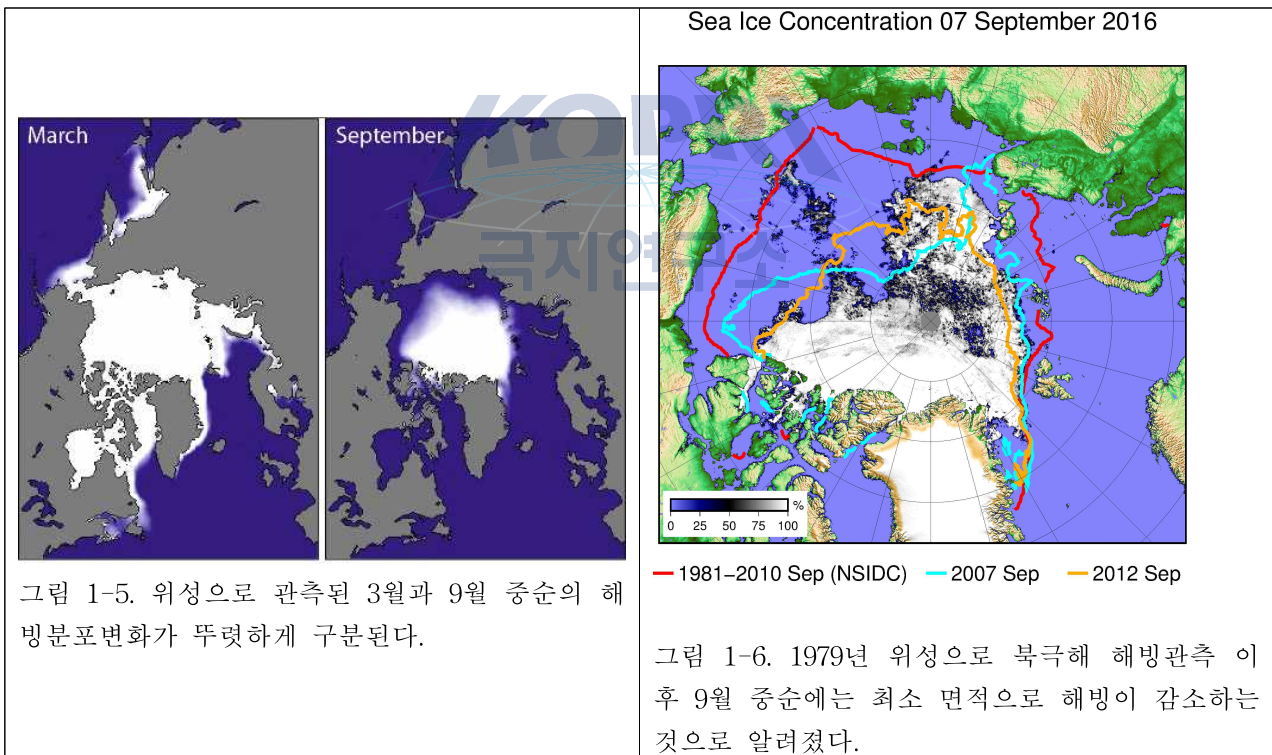 March
September
그림 1-5. 위성으로 관측된 3월과 9월 중순의 해
빙분포변화가 뚜렷하게 구분된다.
Sea Ice Concentration 07 September 2016
%
0 25 50 75 100
1981–2010 Sep (NSIDC) 2007 Sep 2012 Sep
그림 1-6. 1979년 위성으로 북극해 해빙관측 이
후 9월 중순에는 최소 면적으로 해빙이 감소하는
것으로 알려졌다.
극지연구소